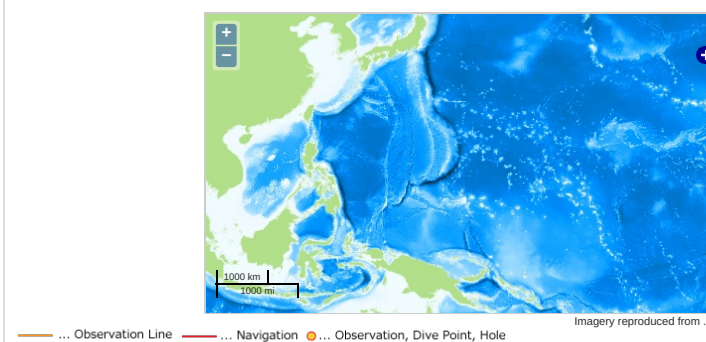 +
−
1000 km
1000 mi
Imagery reproduced from .
... Observation Line ... Navigation ... Observation, Dive Point, Hole